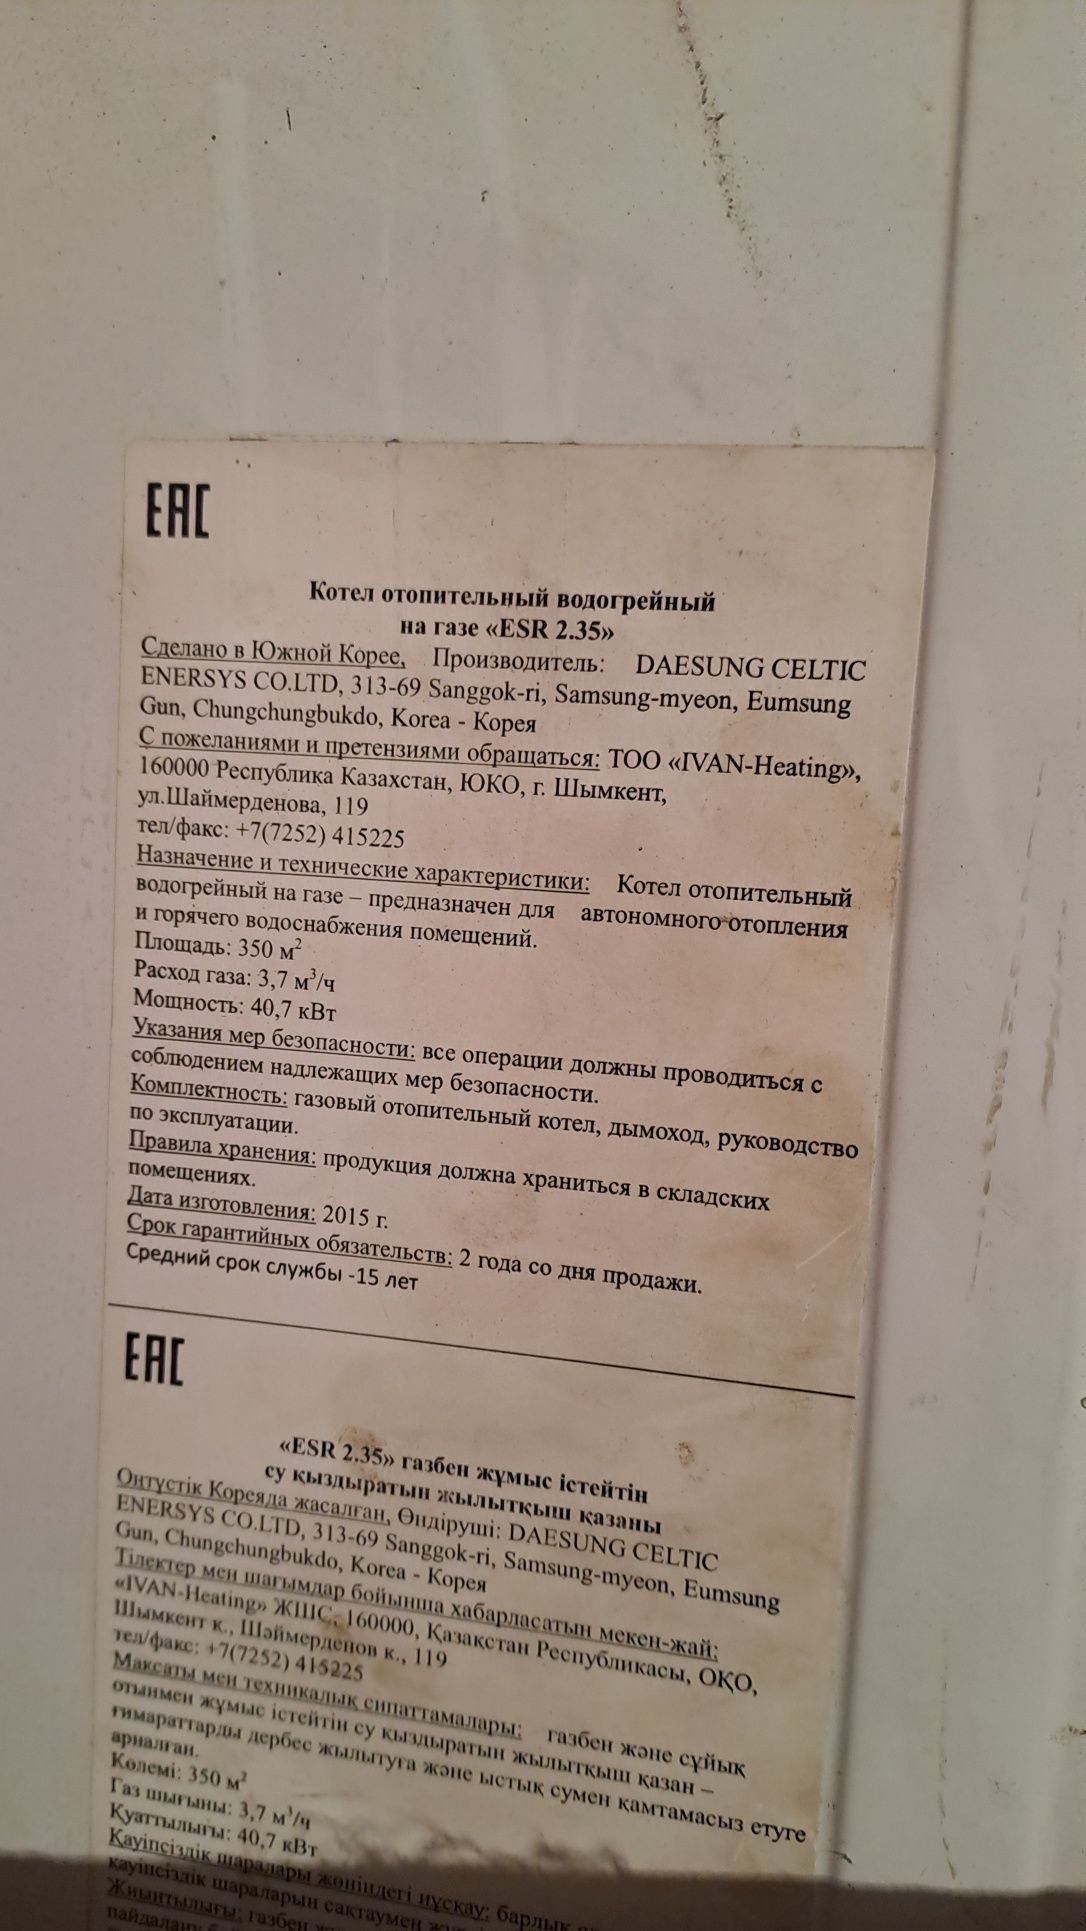 EAC
Котел отопительный водогрейный
на газе «ESR 2.35»
Сделано в Южной Корее, Производитель: DAESUNG CELTIC
ENERSYS CO.LTD, 313-69 Sanggok-ri, Samsung-myeon, Eumsung
Gun, Chungchungbukdo, Korea - Корея
С пожеланиями и претензиями обращаться: ТОО «IVAN-Heating»,
160000 Республика Казахстан, ЮКО, г. Шымкент,
ул.Шаймерденова, 119
тел/факс: +7(7252) 415225
Назначение и технические характеристики: Котел отопительный
водогрейный на газе – предназначен для автономного отопления
и горячего водоснабжения помещений.
Площадь: 350 м²
Расход газа: 3,7 м³/ч
Мощность: 40,7 кВт
Указания мер безопасности: все операции должны проводиться с
соблюдением надлежащих мер безопасности.
Комплектность: газовый отопительный котел, дымоход, руководство
по эксплуатации.
Правила хранения: продукция должна храниться в складских
помещениях.
Дата изготовления: 2015 г.
Срок гарантийных обязательств: 2 года со дня продажи.
Средний срок службы -15 лет
EAC
«ESR 2.35» газбен жұмыс істейтін
су қыздыратын жылытқыш қазаны
Оңтүстік Кореяда жасалған, Өндіруші: DAESUNG CELTIC
ENERSYS CO.LTD, 313-69 Sanggok-ri, Samsung-myeon, Eumsung
Gun, Chungchungbukdo, Korea - Корея
Тілектер мен шағымдар бойынша хабарласатын мекен-жай:
«IVAN-Heating» ЖШС, 160000, Қазақстан Республикасы, ОҚО,
Шымкент қ., Шәймерденов к., 119
тел/факс: +7(7252) 415225
Мақсаты мен техникалық сипаттамалары: газбен және сұйық
отынмен жұмыс істейтін су қыздыратын жылытқыш қазан –
ғимараттарды дербес жылытуға және ыстық сумен қамтамасыз етуге
арналған.
Көлемі: 350 м²
Газ шығыны: 3,7 м³/ч
Қуаттылығы: 40,7 кВт
Қауіпсіздік шаралары жөніндегі нұсқау: барлық
қауіпсіздік шараларын сақтаумен
Жиынтылығы: газбен
пайдалану